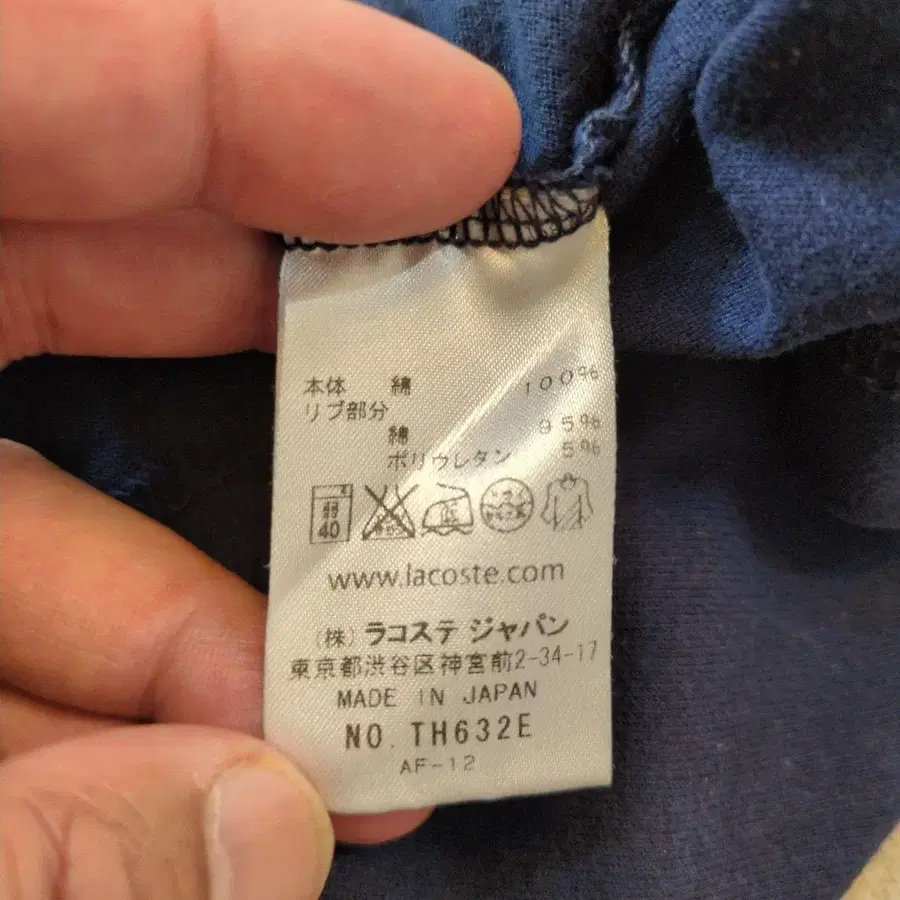 本体 綿 100%
リブ部分
綿 95%
ポリウレタン 5%
弱
40
www.lacoste.com
(株) ラコステ ジャパン
東京都渋谷区神宮前2-34-17
MADE IN JAPAN
NO. TH632E
AF-12